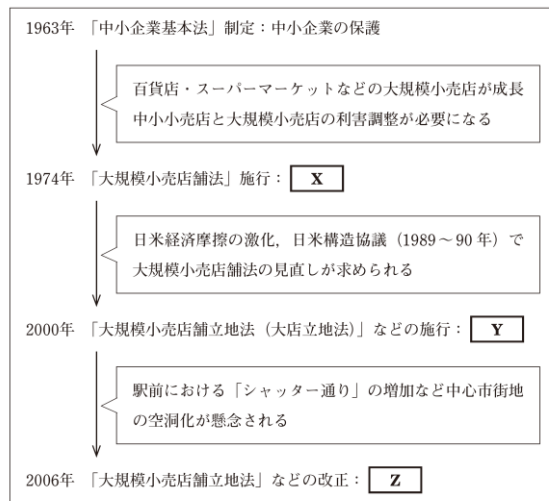 1963年 「中小企業基本法」制定：中小企業の保護
百貨店・スーパーマーケットなどの大規模小売店が成長
中小小売店と大規模小売店の利害調整が必要になる
1974年 「大規模小売店舗法」施行： X
日米経済摩擦の激化，日米構造協議（1989～90年）で
大規模小売店舗法の見直しが求められる
2000年 「大規模小売店舗立地法（大店立地法）」などの施行： Y
駅前における「シャッター通り」の増加など中心市街地
の空洞化が懸念される
2006年 「大規模小売店舗立地法」などの改正： Z